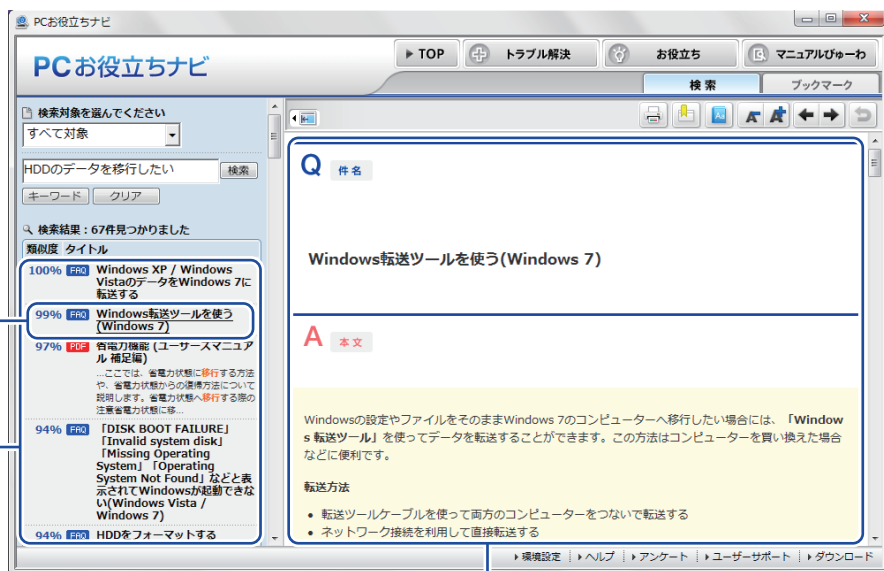 PCお役立ちナビ
PCお役立ちナビ
TOP
トラブル解決
お役立ち
マニュアルびゅーわ
検索
ブックマーク
検索対象を選んでください
すべて対象
HDDのデータを移行したい
検索
キーワード
クリア
検索結果：67件見つかりました
類似度 タイトル
100% FAQ Windows XP / Windows
VistaのデータをWindows 7に
転送する
99% FAQ Windows転送ツールを使う
(Windows 7)
97% PDF 省電力機能 (ユーザーズマニュア
ル 補足編)
...ここでは、省電力状態に移行する方法
や、省電力状態からの復帰方法について
説明します。省電力状態へ移行する際の
注意省電力状態に移...
94% FAQ 「DISK BOOT FAILURE」
「Invalid system disk」
「Missing Operating
System」「Operating
System Not Found」などと表
示されてWindowsが起動できな
い(Windows Vista /
Windows 7)
94% FAQ HDDをフォーマットする
Q 件名
Windows転送ツールを使う(Windows 7)
A 本文
Windowsの設定やファイルをそのままWindows 7のコンピューターへ移行したい場合には、「Window
s 転送ツール」を使ってデータを転送することができます。この方法はコンピューターを買い換えた場合
などに便利です。
転送方法
• 転送ツールケーブルを使って両方のコンピューターをつないで転送する
• ネットワーク接続を利用して直接転送する
環境設定
ヘルプ
アンケート
ユーザーサポート
ダウンロード